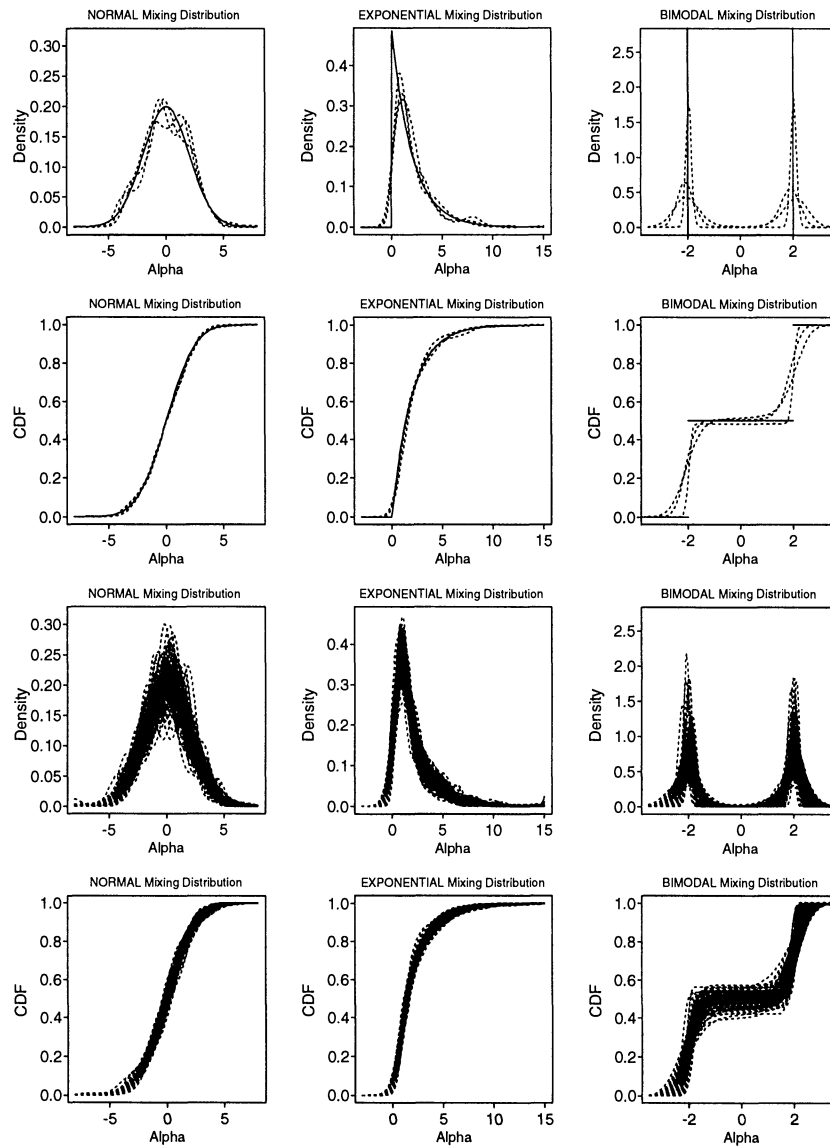 NORMAL Mixing Distribution
0.30
0.25
0.20
0.15
0.10
0.05
0.0
Density
-5 0 5
Alpha
EXPONENTIAL Mixing Distribution
0.4
0.3
0.2
0.1
0.0
Density
0 5 10 15
Alpha
BIMODAL Mixing Distribution
2.5
2.0
1.5
1.0
0.5
0.0
Density
-2 0 2
Alpha
NORMAL Mixing Distribution
1.0
0.8
0.6
0.4
0.2
0.0
CDF
-5 0 5
Alpha
EXPONENTIAL Mixing Distribution
1.0
0.8
0.6
0.4
0.2
0.0
CDF
0 5 10 15
Alpha
BIMODAL Mixing Distribution
1.0
0.8
0.6
0.4
0.2
0.0
CDF
-2 0 2
Alpha
NORMAL Mixing Distribution
0.30
0.25
0.20
0.15
0.10
0.05
0.0
Density
-5 0 5
Alpha
EXPONENTIAL Mixing Distribution
0.4
0.3
0.2
0.1
0.0
Density
0 5 10 15
Alpha
BIMODAL Mixing Distribution
2.5
2.0
1.5
1.0
0.5
0.0
Density
-2 0 2
Alpha
NORMAL Mixing Distribution
1.0
0.8
0.6
0.4
0.2
0.0
CDF
-5 0 5
Alpha
EXPONENTIAL Mixing Distribution
1.0
0.8
0.6
0.4
0.2
0.0
CDF
0 5 10 15
Alpha
BIMODAL Mixing Distribution
1.0
0.8
0.6
0.4
0.2
0.0
CDF
-2 0 2
Alpha